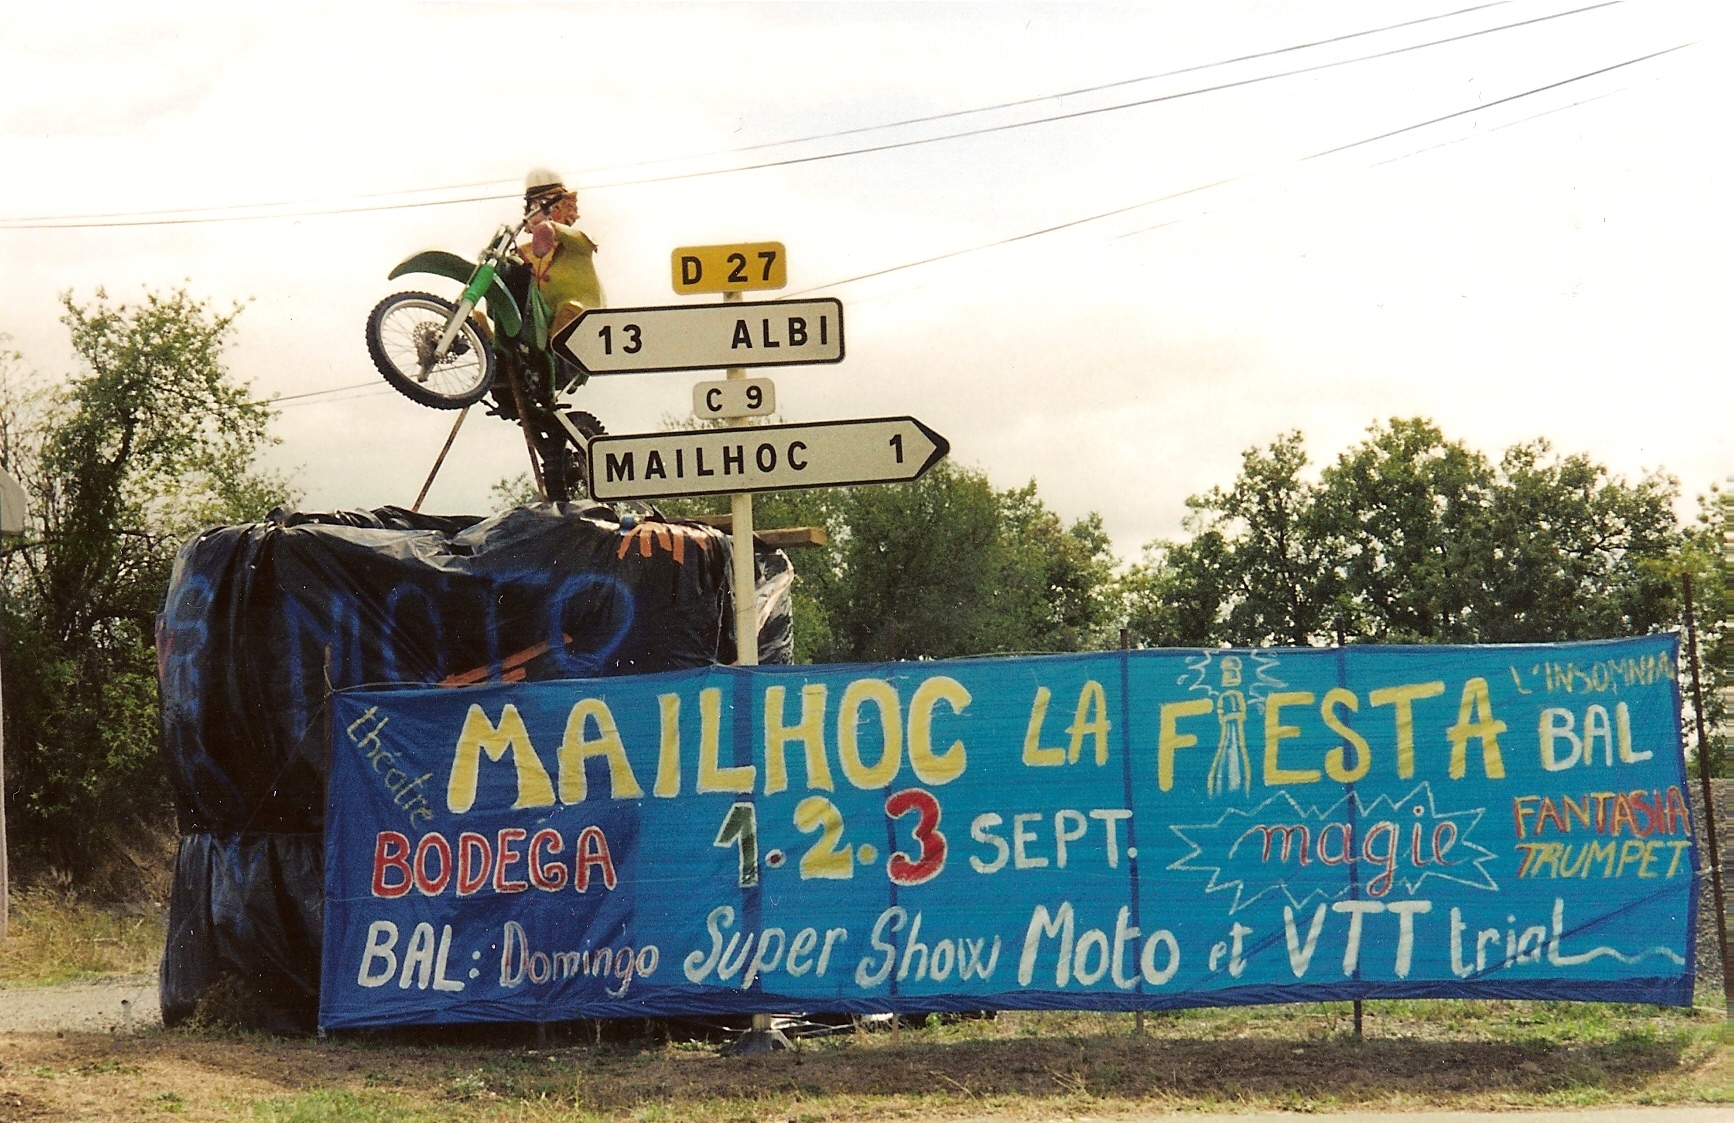 D 27
13 ALBI
C 9
MAILHOC 1
MOTO
théatre
MAILHOC LA FIESTA
L'INSOMNIA
BAL
BODEGA
1.2.3 SEPT.
magie
FANTASIA
TRUMPET
BAL: Domingo Super Show Moto et VTT trial